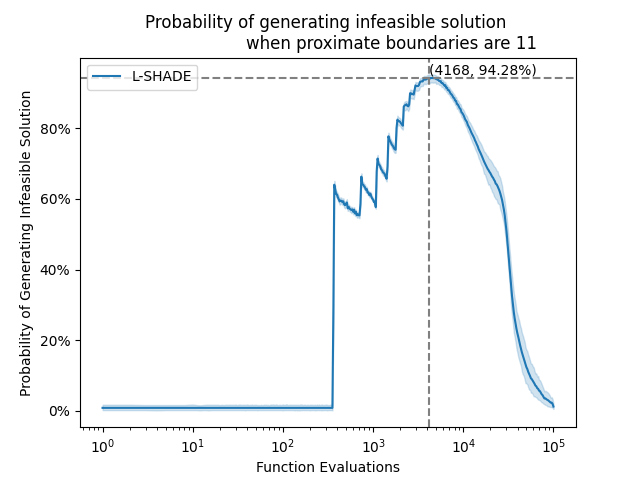 Probability of generating infeasible solution
when proximate boundaries are 11
(4168, 94.28%)
L-SHADE
Probability of Generating Infeasible Solution
80%
60%
40%
20%
0%
10^0
10^1
10^2
10^3
10^4
10^5
Function Evaluations